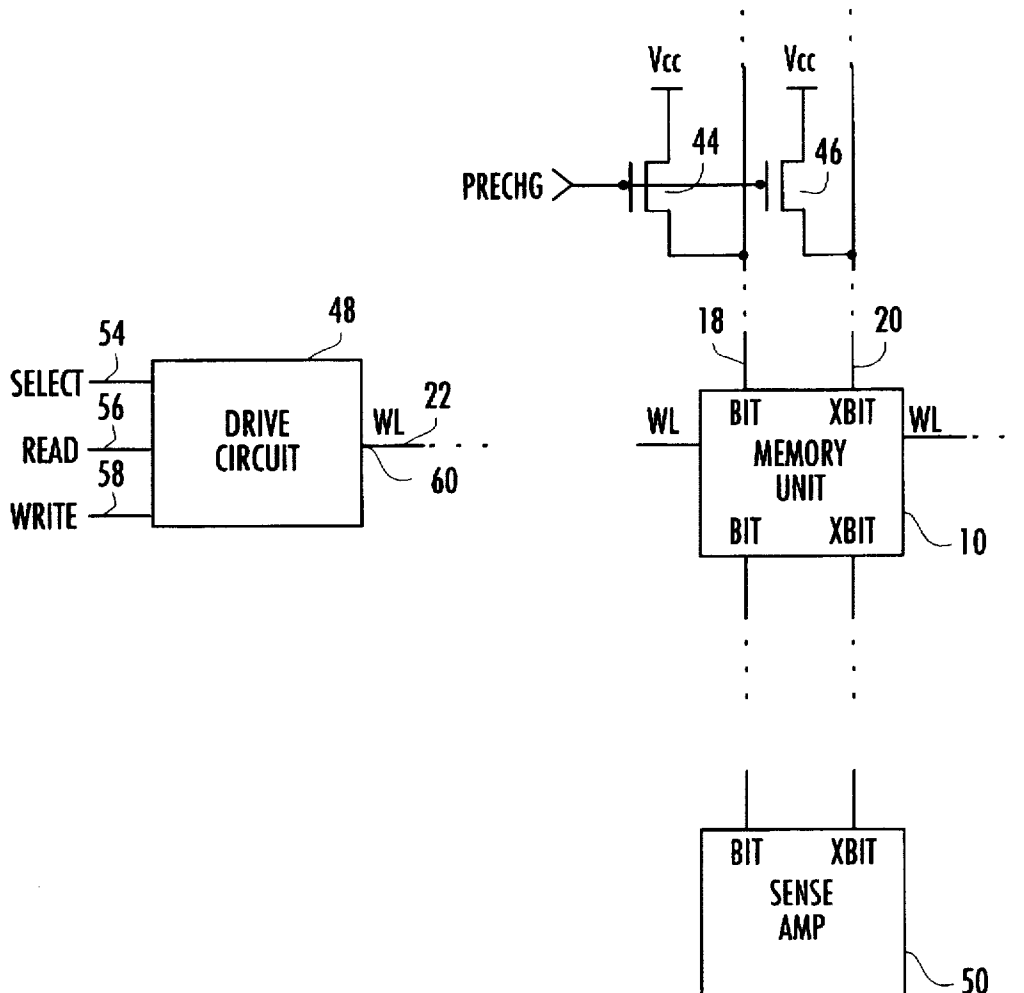 Vcc Vcc
44 46
PRECHG
18 20
48
54
SELECT
56
READ
58
WRITE
DRIVE
CIRCUIT
WL 22
60
WL BIT XBIT WL
MEMORY
UNIT
BIT XBIT
10
BIT XBIT
SENSE
AMP
50